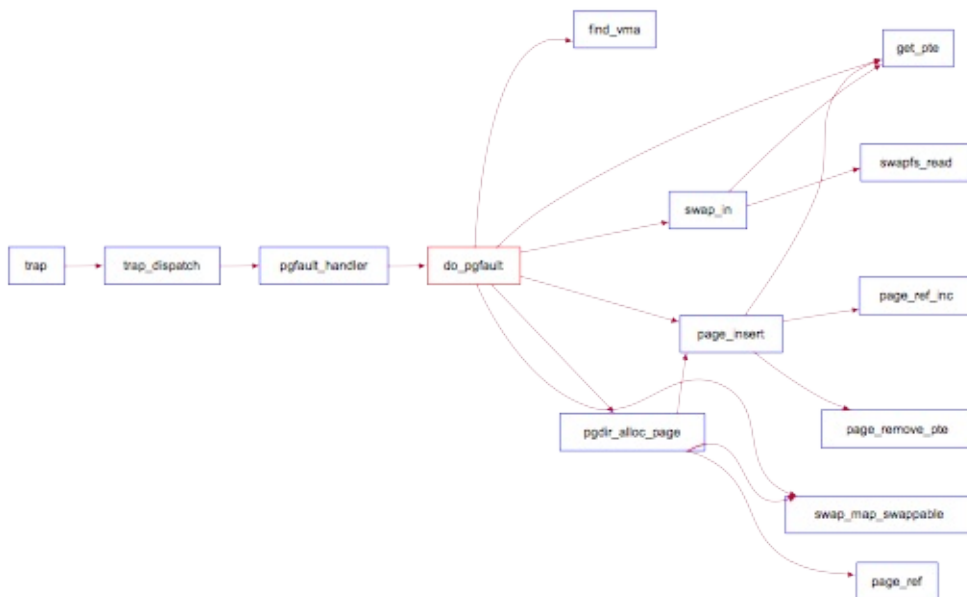 find_vma
get_pte
swapfs_read
swap_in
trap
trap_dispatch
pgfault_handler
do_pgfault
page_ref_inc
page_insert
pgdir_alloc_page
page_remove_pte
swap_map_swappable
page_ref